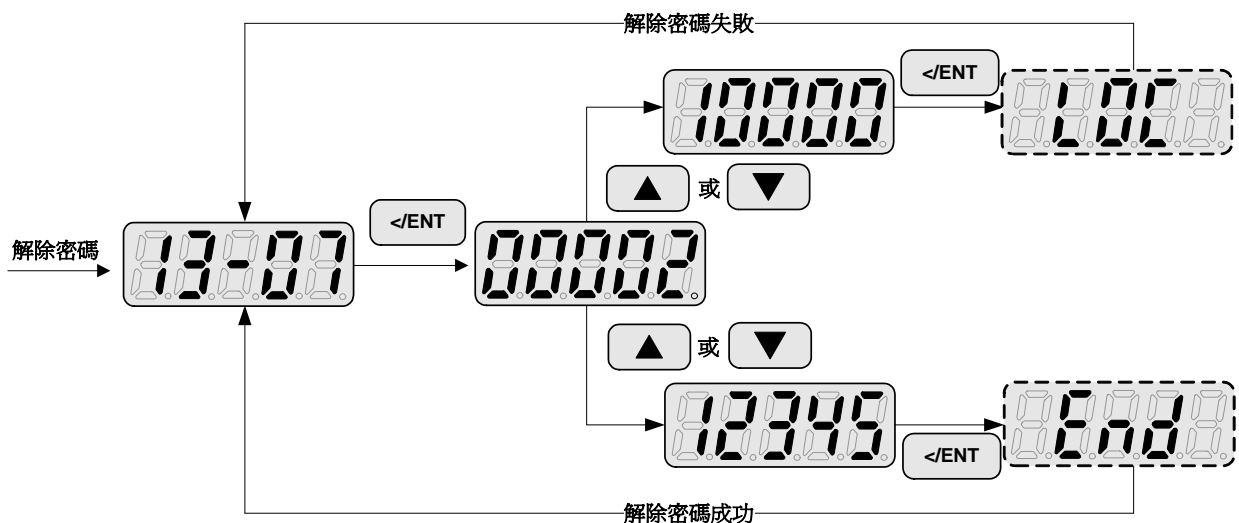 解除密碼失敗
</ENT
10000
LOC
▲ 或 ▼
</ENT
解除密碼
13-07
00002
▲ 或 ▼
12345
</ENT
End
解除密碼成功